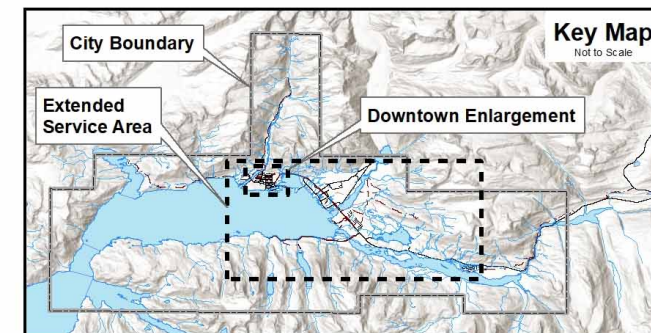 Key Map
Not to Scale
City Boundary
Extended
Service Area
Downtown Enlargement